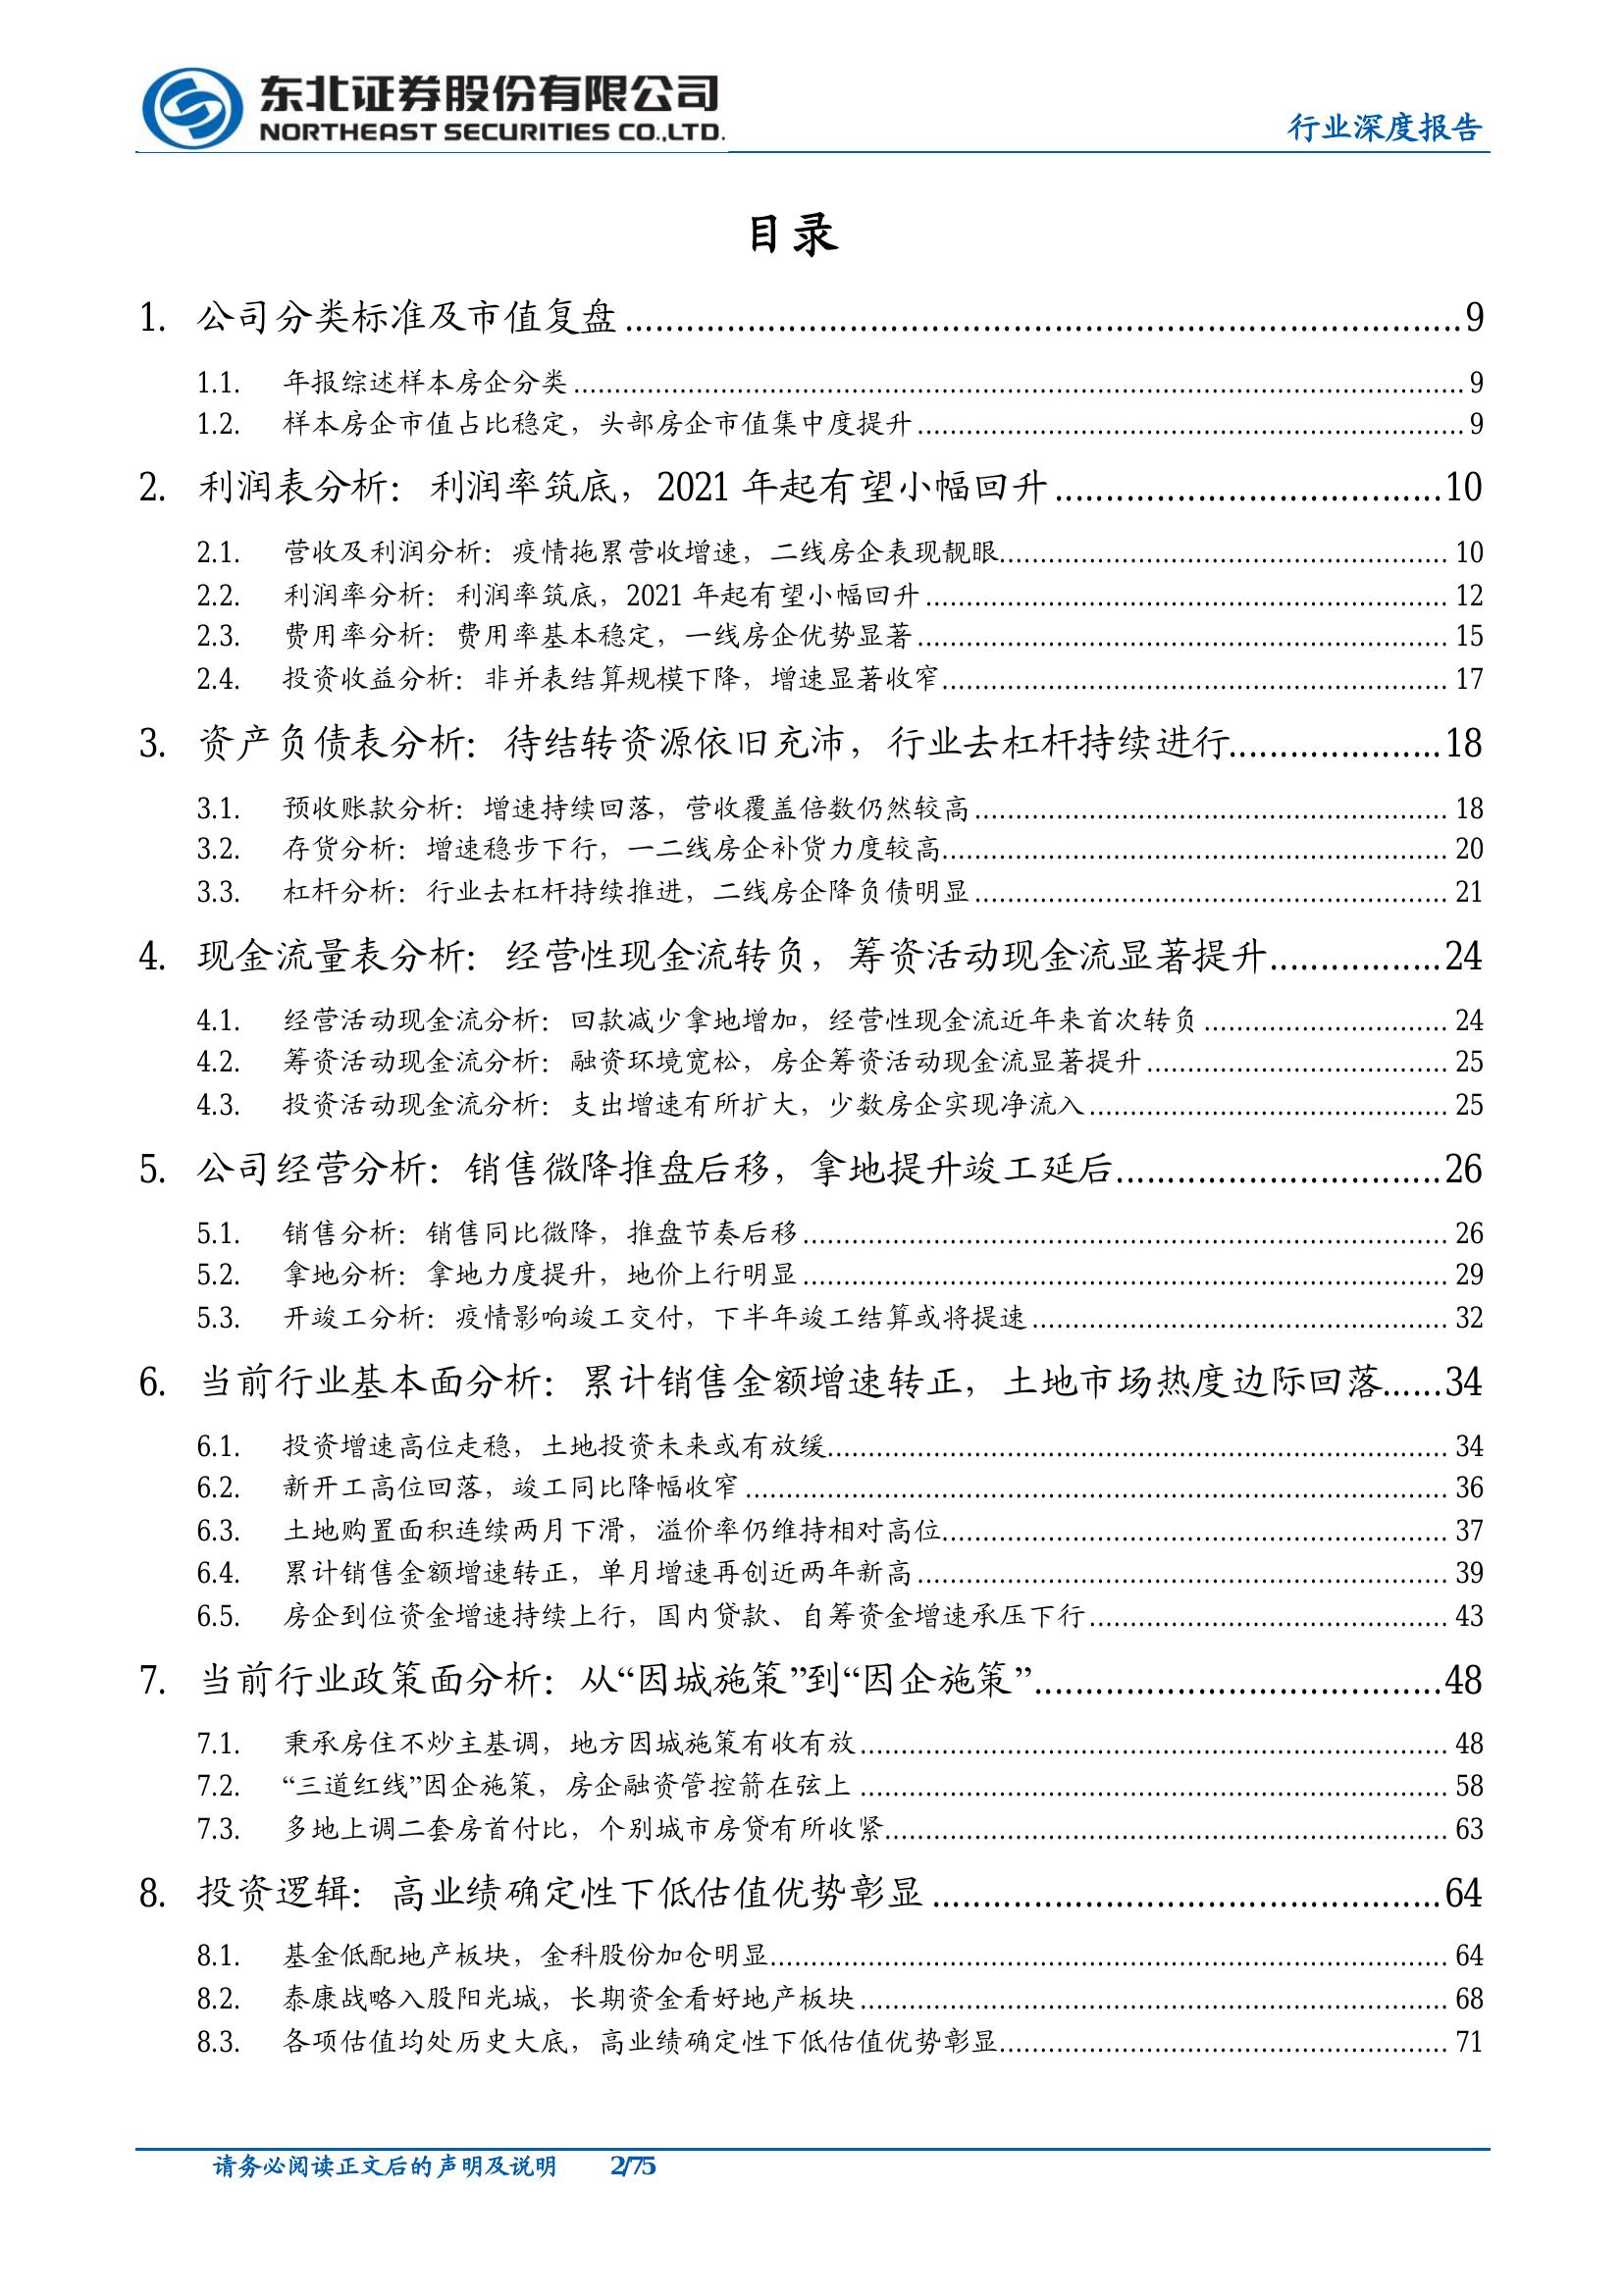 东北证券股份有限公司
NORTHEAST SECURITIES CO.,LTD.
行业深度报告
目录
1. 公司分类标准及市值复盘 9
1.1. 年报综述样本房企分类 9
1.2. 样本房企市值占比稳定，头部房企市值集中度提升 9
2. 利润表分析：利润率筑底，2021 年起有望小幅回升 10
2.1. 营收及利润分析：疫情拖累营收增速，二线房企表现靓眼 10
2.2. 利润率分析：利润率筑底，2021 年起有望小幅回升 12
2.3. 费用率分析：费用率基本稳定，一线房企优势显著 15
2.4. 投资收益分析：非并表结算规模下降，增速显著收窄 17
3. 资产负债表分析：待结转资源依旧充沛，行业去杠杆持续进行 18
3.1. 预收账款分析：增速持续回落，营收覆盖倍数仍然较高 18
3.2. 存货分析：增速稳步下行，一二线房企补货力度较高 20
3.3. 杠杆分析：行业去杠杆持续推进，二线房企降负债明显 21
4. 现金流量表分析：经营性现金流转负，筹资活动现金流显著提升 24
4.1. 经营活动现金流分析：回款减少拿地增加，经营性现金流近年来首次转负 24
4.2. 筹资活动现金流分析：融资环境宽松，房企筹资活动现金流显著提升 25
4.3. 投资活动现金流分析：支出增速有所扩大，少数房企实现净流入 25
5. 公司经营分析：销售微降推盘后移，拿地提升竣工延后 26
5.1. 销售分析：销售同比微降，推盘节奏后移 26
5.2. 拿地分析：拿地力度提升，地价上行明显 29
5.3. 开竣工分析：疫情影响竣工交付，下半年竣工结算或将提速 32
6. 当前行业基本面分析：累计销售金额增速转正，土地市场热度边际回落 34
6.1. 投资增速高位走稳，土地投资未来或有放缓 34
6.2. 新开工高位回落，竣工同比降幅收窄 36
6.3. 土地购置面积连续两月下滑，溢价率仍维持相对高位 37
6.4. 累计销售金额增速转正，单月增速再创近两年新高 39
6.5. 房企到位资金增速持续上行，国内贷款、自筹资金增速承压下行 43
7. 当前行业政策面分析：从“因城施策”到“因企施策” 48
7.1. 秉承房住不炒主基调，地方因城施策有收有放 48
7.2. “三道红线”因企施策，房企融资管控箭在弦上 58
7.3. 多地上调二套房首付比，个别城市房贷有所收紧 63
8. 投资逻辑：高业绩确定性下低估值优势彰显 64
8.1. 基金低配地产板块，金科股份加仓明显 64
8.2. 泰康战略入股阳光城，长期资金看好地产板块 68
8.3. 各项估值均处历史大底，高业绩确定性下低估值优势彰显 71
请务必阅读正文后的声明及说明 2/75